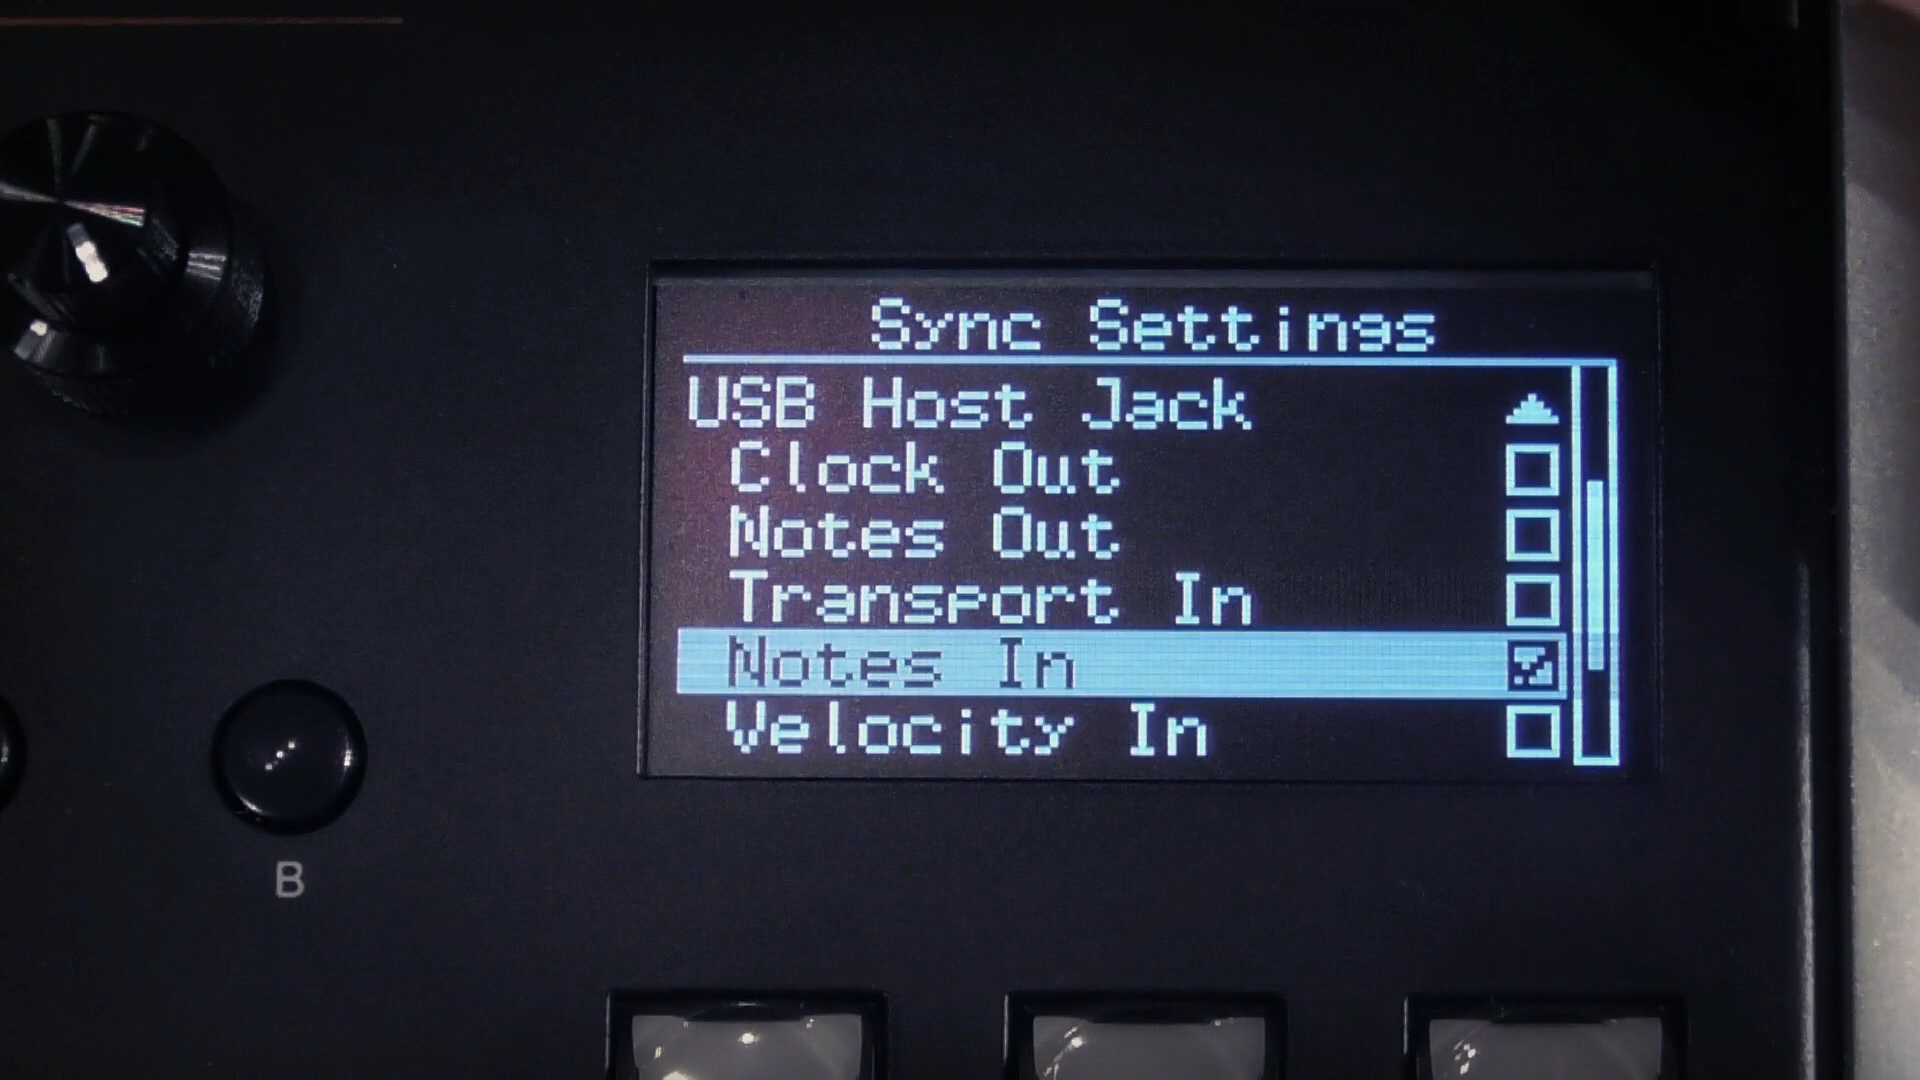 Sync Settings
USB Host Jack
Clock Out
Notes Out
Transport In
Notes In
Velocity In
B